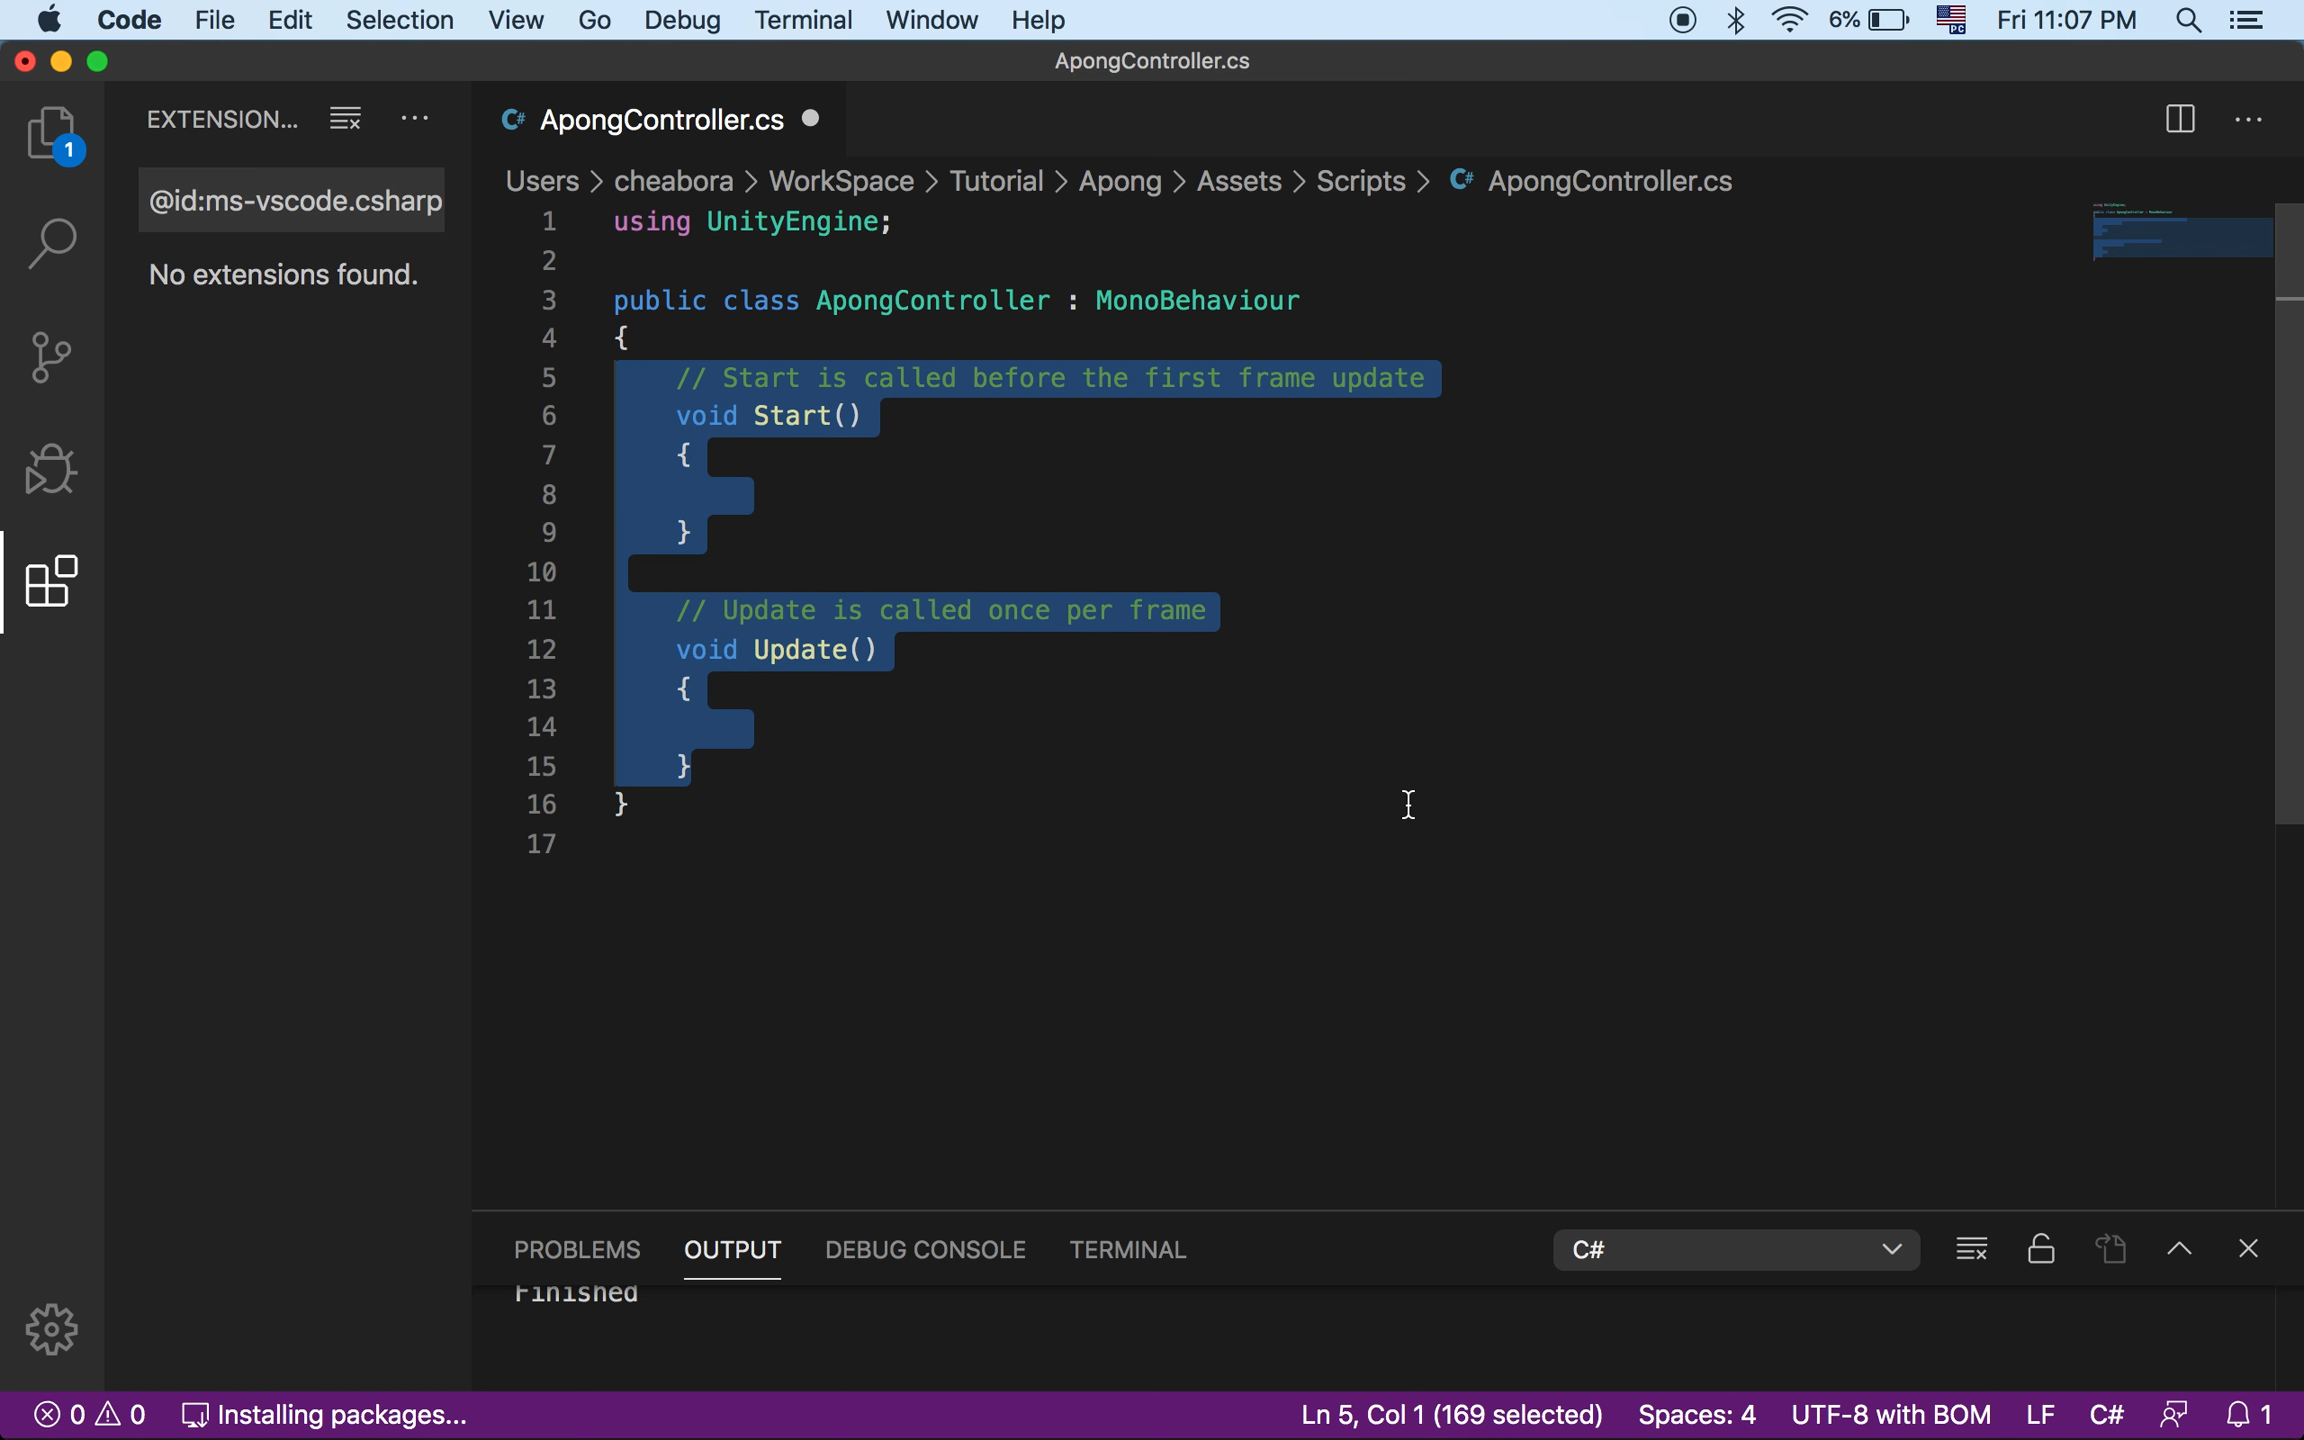 Code File Edit Selection View Go Debug Terminal Window Help 6% PC Fri 11:07 PM
ApongController.cs
1
EXTENSION... ...
@id:ms-vscode.csharp
No extensions found.
C# ApongController.cs ...
Users > cheabora > WorkSpace > Tutorial > Apong > Assets > Scripts > C# ApongController.cs
1 using UnityEngine;
2
3 public class ApongController : MonoBehaviour
4 {
5 // Start is called before the first frame update
6 void Start()
7 {
8
9 }
10
11 // Update is called once per frame
12 void Update()
13 {
14
15 }
16 }
17
PROBLEMS OUTPUT DEBUG CONSOLE TERMINAL C#
Finished
0 0 Installing packages... Ln 5, Col 1 (169 selected) Spaces: 4 UTF-8 with BOM LF C# 1